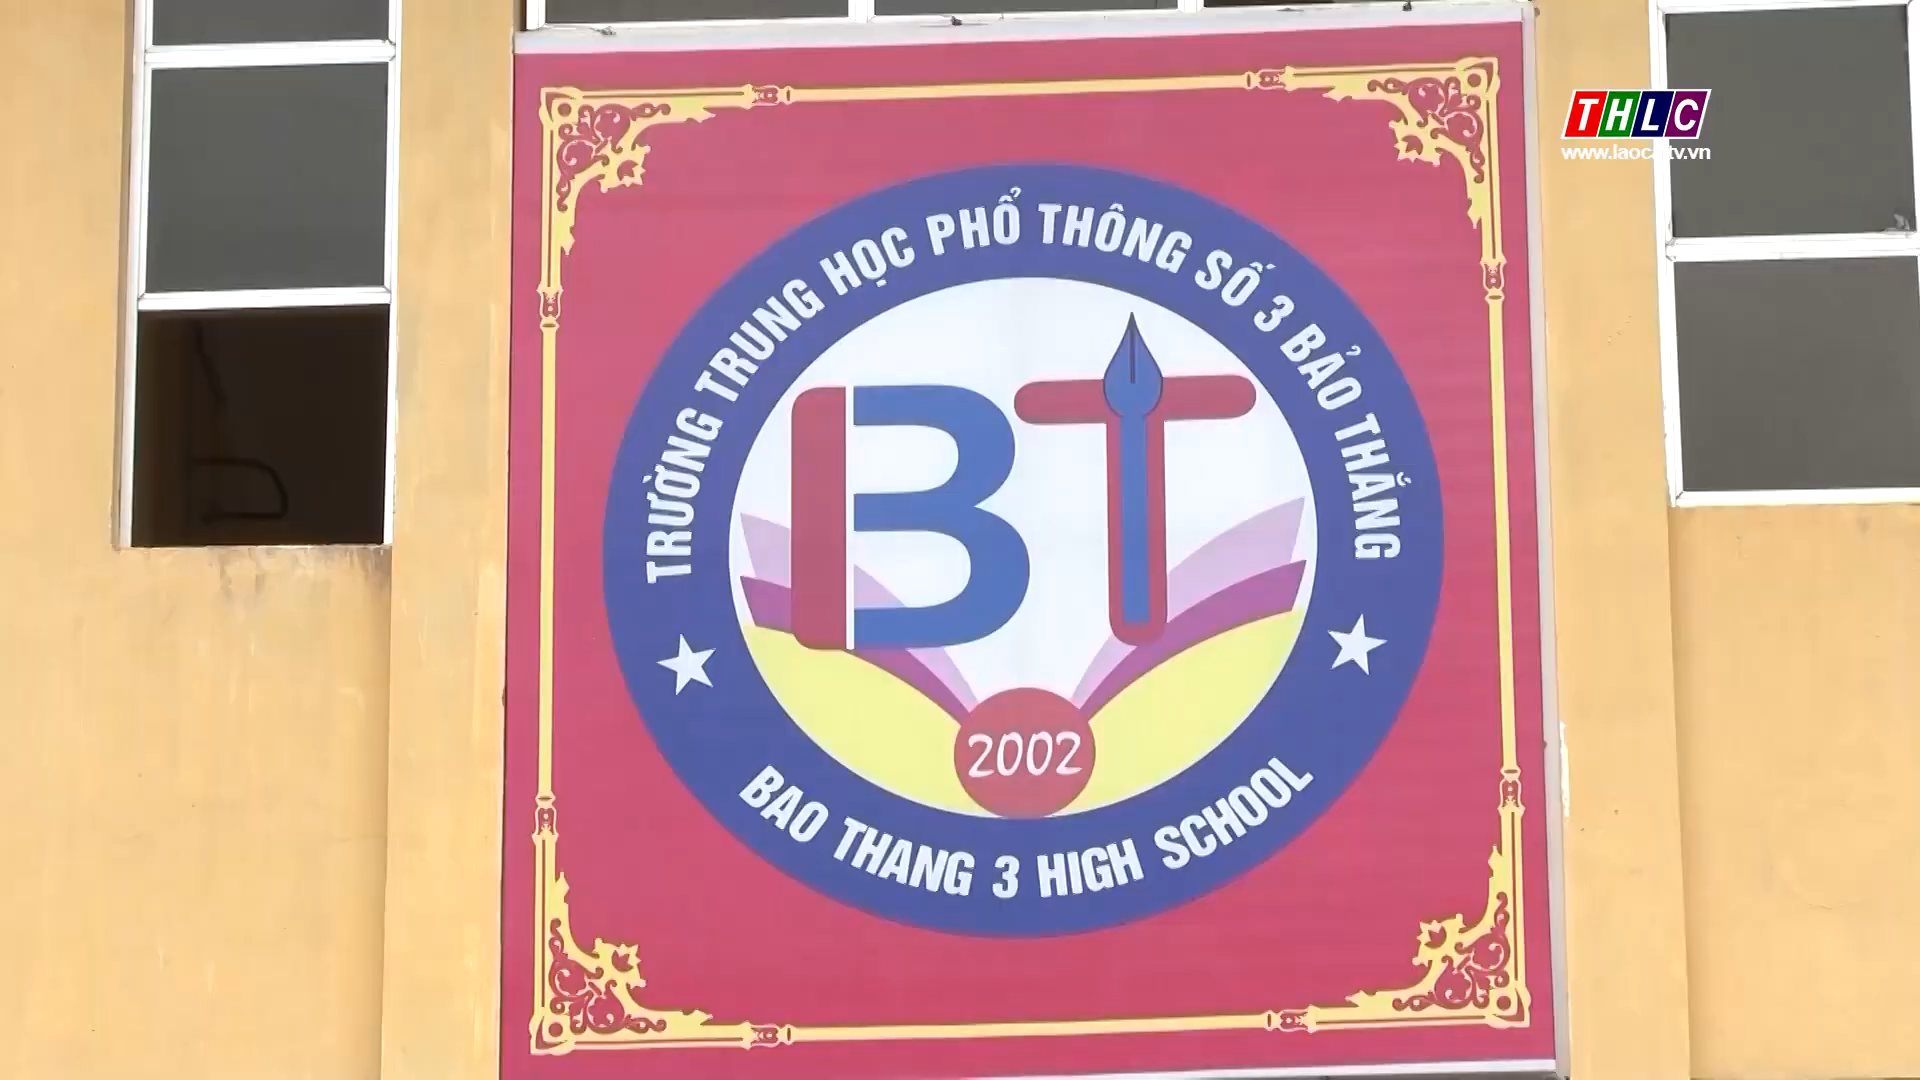 THLC
www.laocaitv.vn
TRƯỜNG TRUNG HỌC PHỔ THÔNG SỐ 3 BẢO THẮNG
BT
2002
BAO THANG 3 HIGH SCHOOL